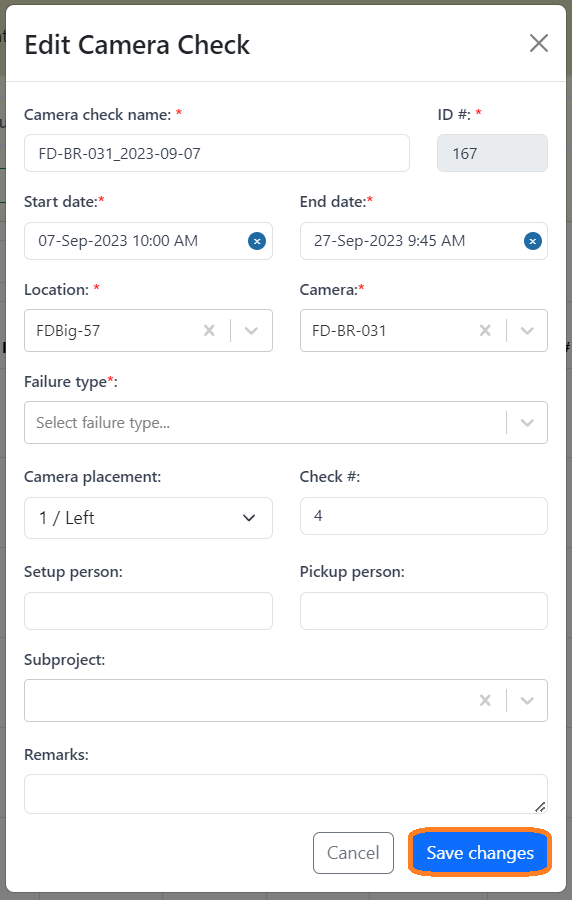 Edit Camera Check
Camera check name: * ID #: *
FD-BR-031_2023-09-07 167
Start date:* End date:*
07-Sep-2023 10:00 AM 27-Sep-2023 9:45 AM
Location: * Camera:*
FDBig-57 FD-BR-031
Failure type*:
Select failure type...
Camera placement: Check #:
1 / Left 4
Setup person: Pickup person:
Subproject:
Remarks:
Cancel Save changes